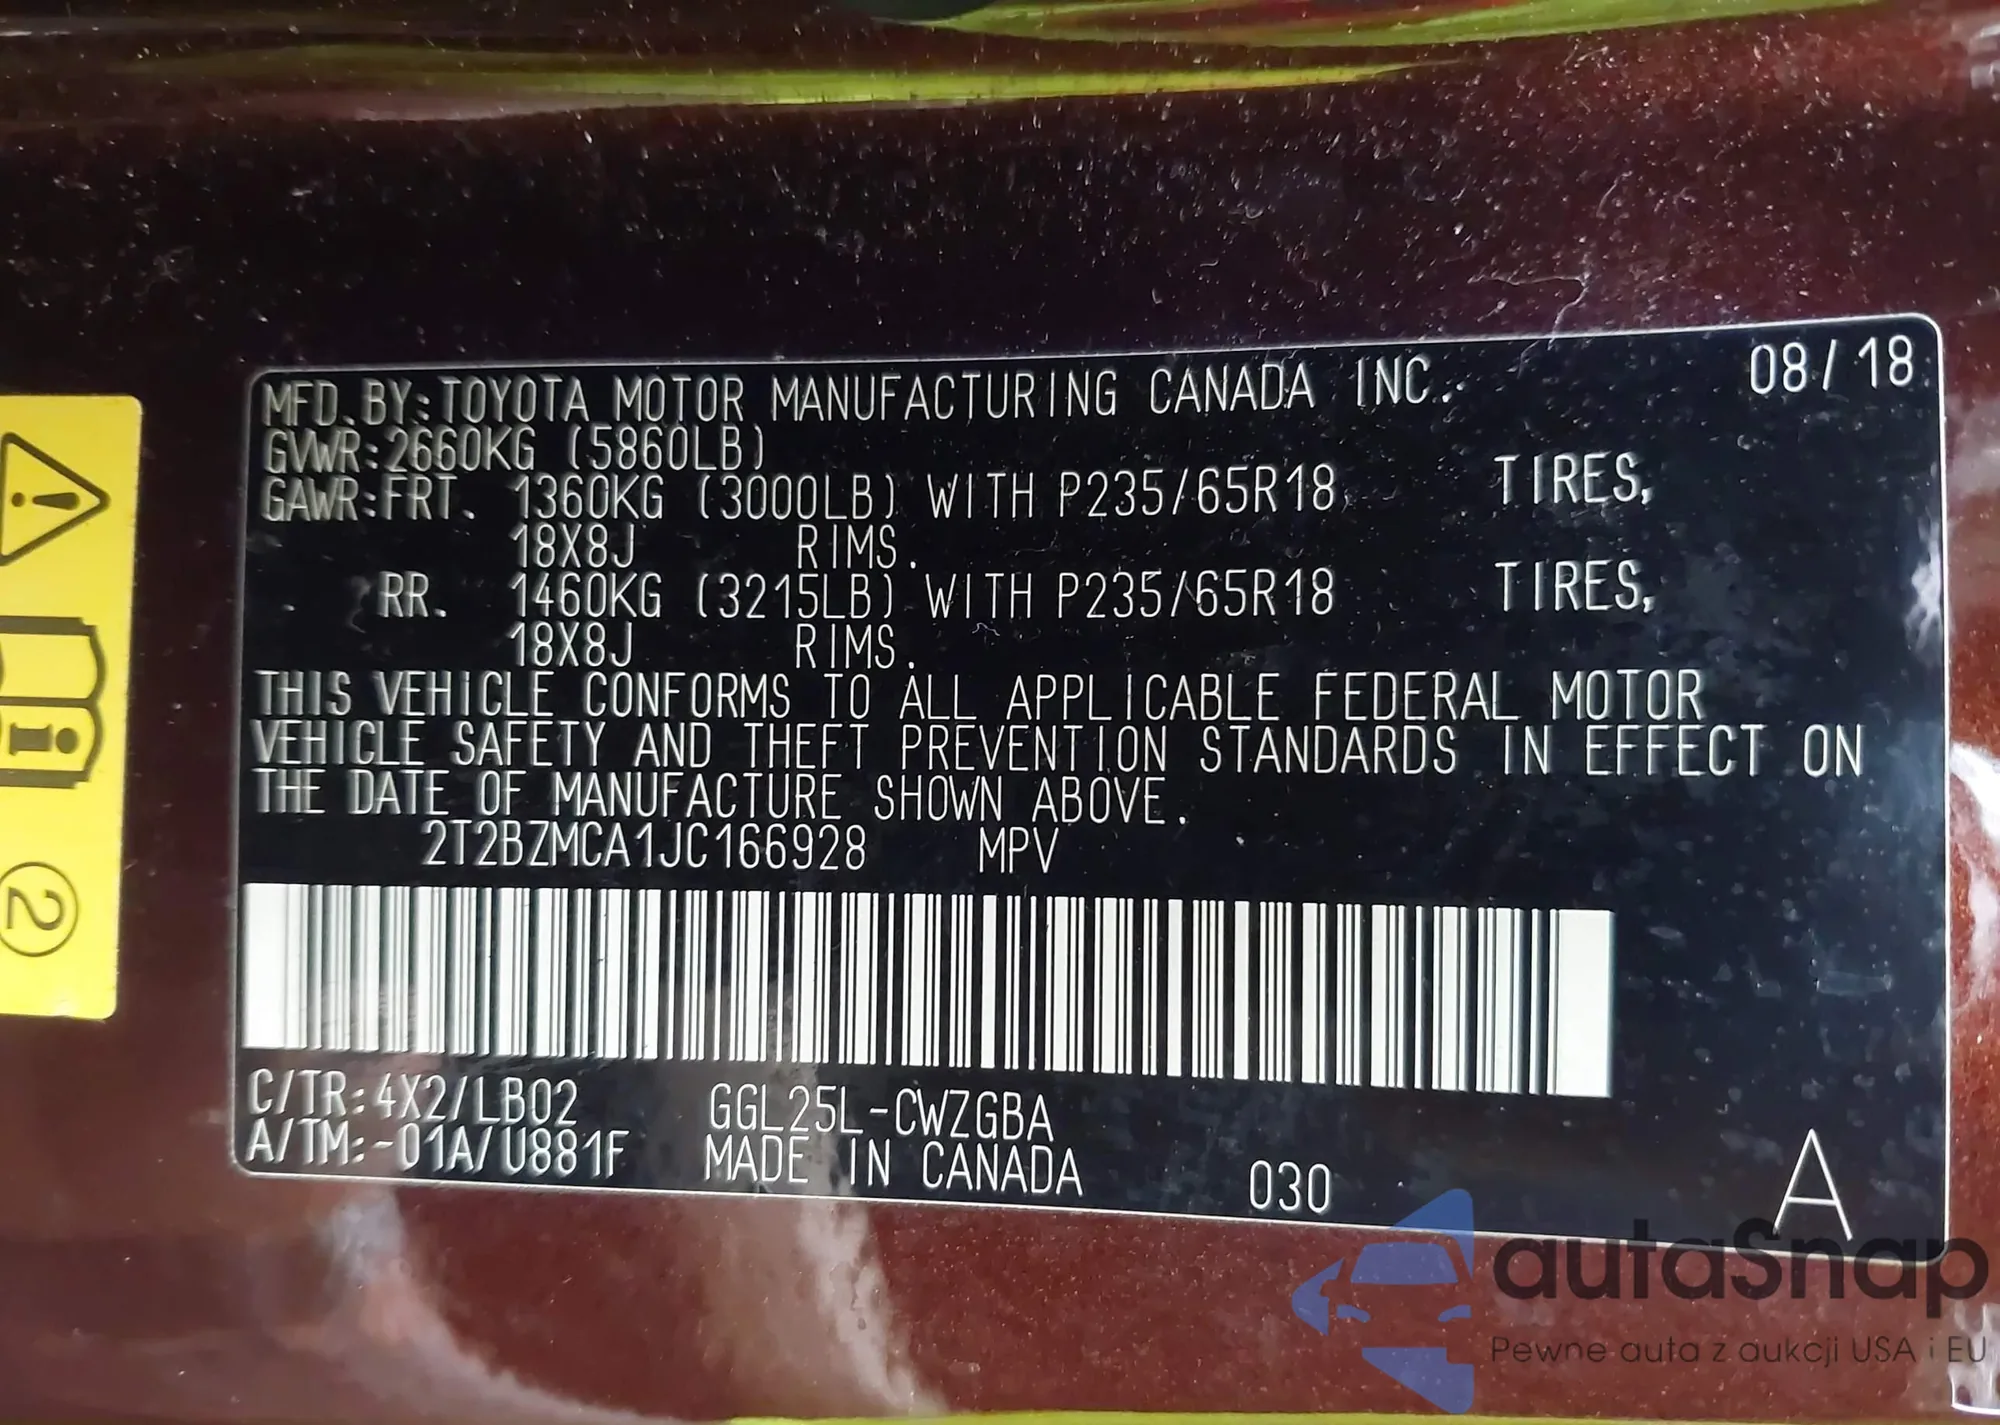 MFD. BY: TOYOTA MOTOR MANUFACTURING CANADA INC. 08/18
GVWR: 2660KG (5860LB)
GAWR: FRT. 1360KG (3000LB) WITH P235/65R18 TIRES,
18X8J RIMS.
RR. 1460KG (3215LB) WITH P235/65R18 TIRES,
18X8J RIMS.
THIS VEHICLE CONFORMS TO ALL APPLICABLE FEDERAL MOTOR
VEHICLE SAFETY AND THEFT PREVENTION STANDARDS IN EFFECT ON
THE DATE OF MANUFACTURE SHOWN ABOVE.
2T2BZMCA1JC166928 MPV
C/TR: 4X2/LB02 GGL25L-CWZGBA
A/TM: -01A/U881F MADE IN CANADA 030 A
2
autaSnap
Pewne auta z aukcji USA i EU